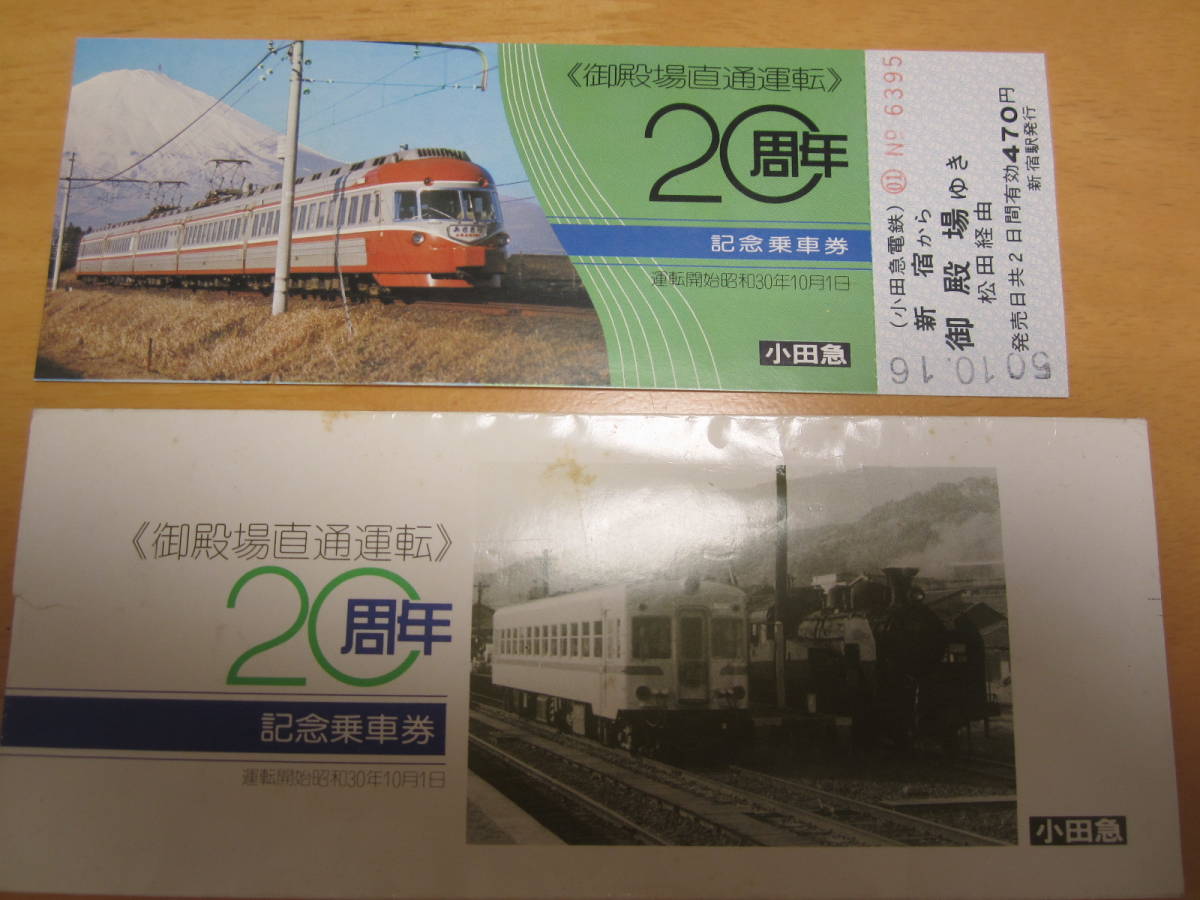 《御殿場直通運転》
20周年
記念乗車券
運転開始昭和30年10月1日
小田急
(小田急電鉄) 01 Nº 6395
新宿から
御殿場ゆき
松田経由
発売日共2日間有効 470円
新宿駅発行
50.10.16
《御殿場直通運転》
20周年
記念乗車券
運転開始昭和30年10月1日
小田急